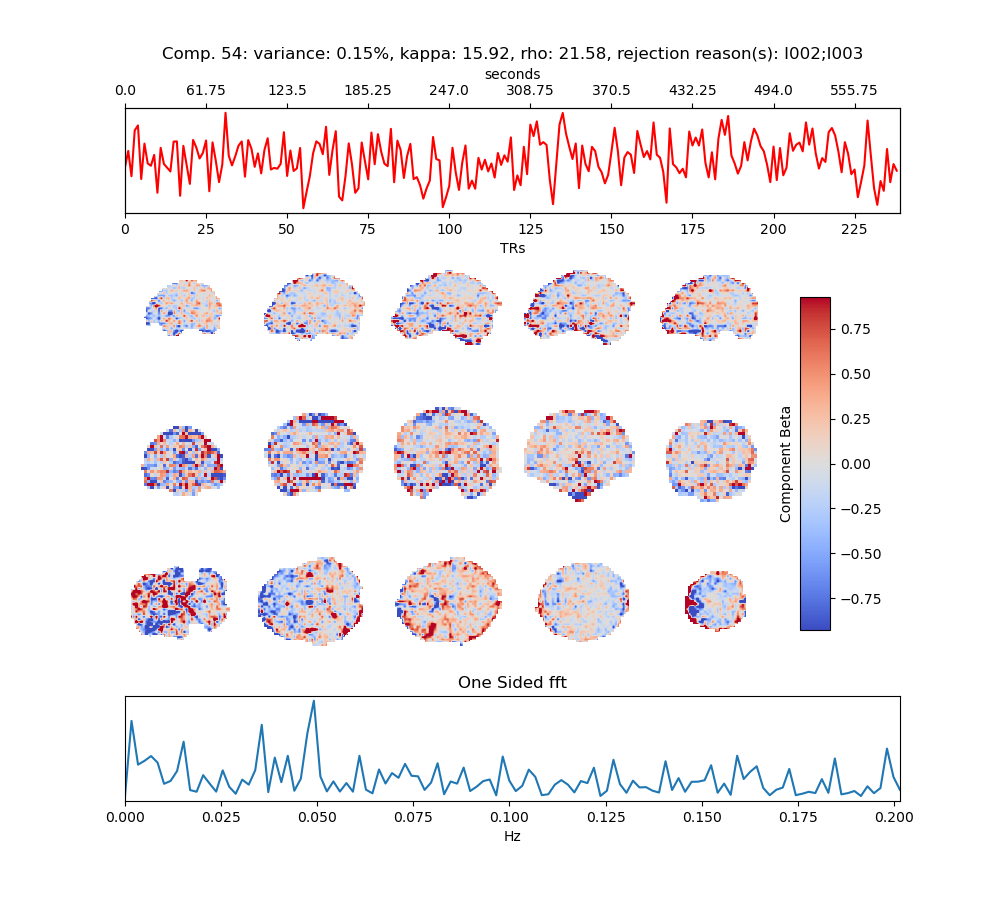 Comp. 54: variance: 0.15%, kappa: 15.92, rho: 21.58, rejection reason(s): I002;I003
seconds
0.0 61.75 123.5 185.25 247.0 308.75 370.5 432.25 494.0 555.75
0 25 50 75 100 125 150 175 200 225
TRs
0.75
0.50
0.25
0.00
−0.25
−0.50
−0.75
Component Beta
One Sided fft
0.000 0.025 0.050 0.075 0.100 0.125 0.150 0.175 0.200
Hz